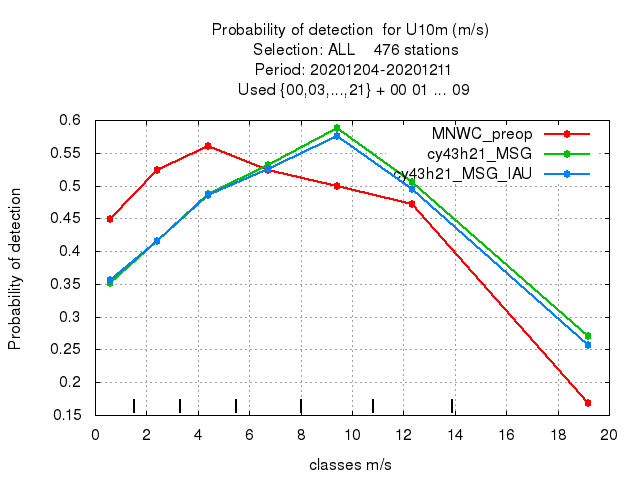 Probability of detection  for U10m (m/s)
Selection: ALL    476 stations
Period: 20201204-20201211
Used {00,03,...,21} + 00 01 ... 09
MNWC_preop
cy43h21_MSG
cy43h21_MSG_IAU
Probability of detection
0.6
0.55
0.5
0.45
0.4
0.35
0.3
0.25
0.2
0.15
0 2 4 6 8 10 12 14 16 18 20
classes m/s